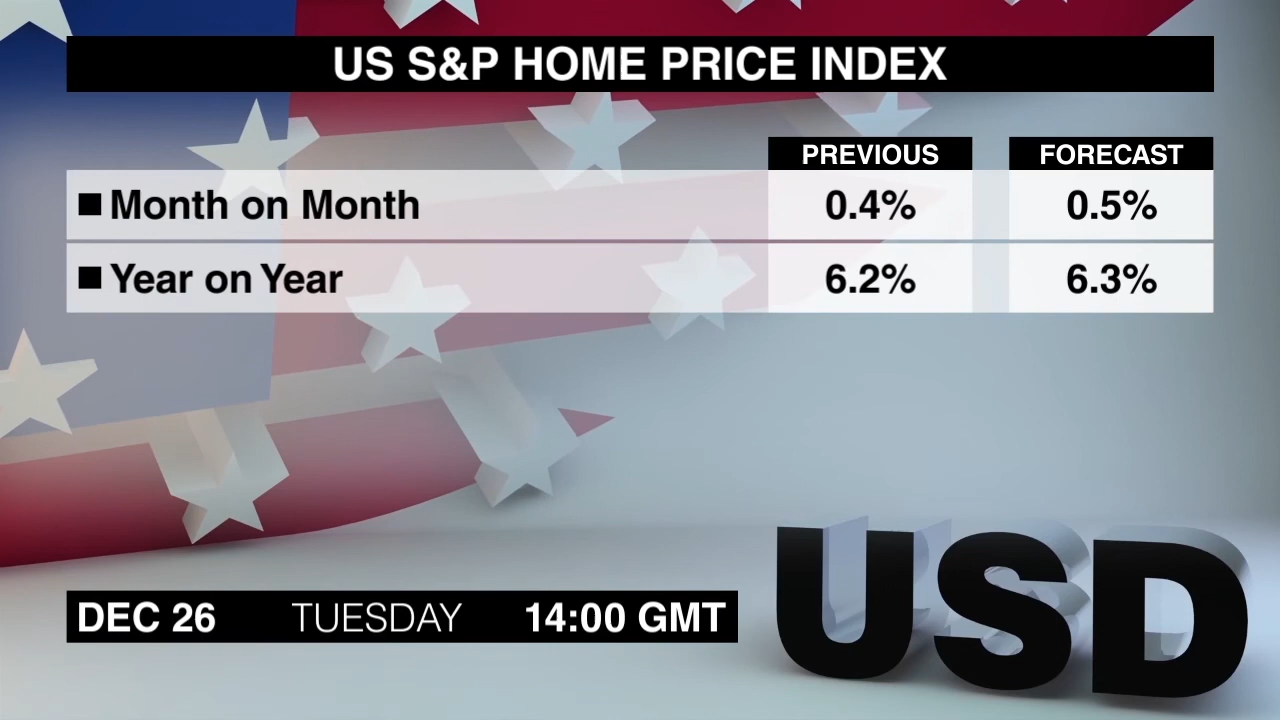 US S&P HOME PRICE INDEX
PREVIOUS FORECAST
Month on Month 0.4% 0.5%
Year on Year 6.2% 6.3%
DEC 26 TUESDAY 14:00 GMT
USD